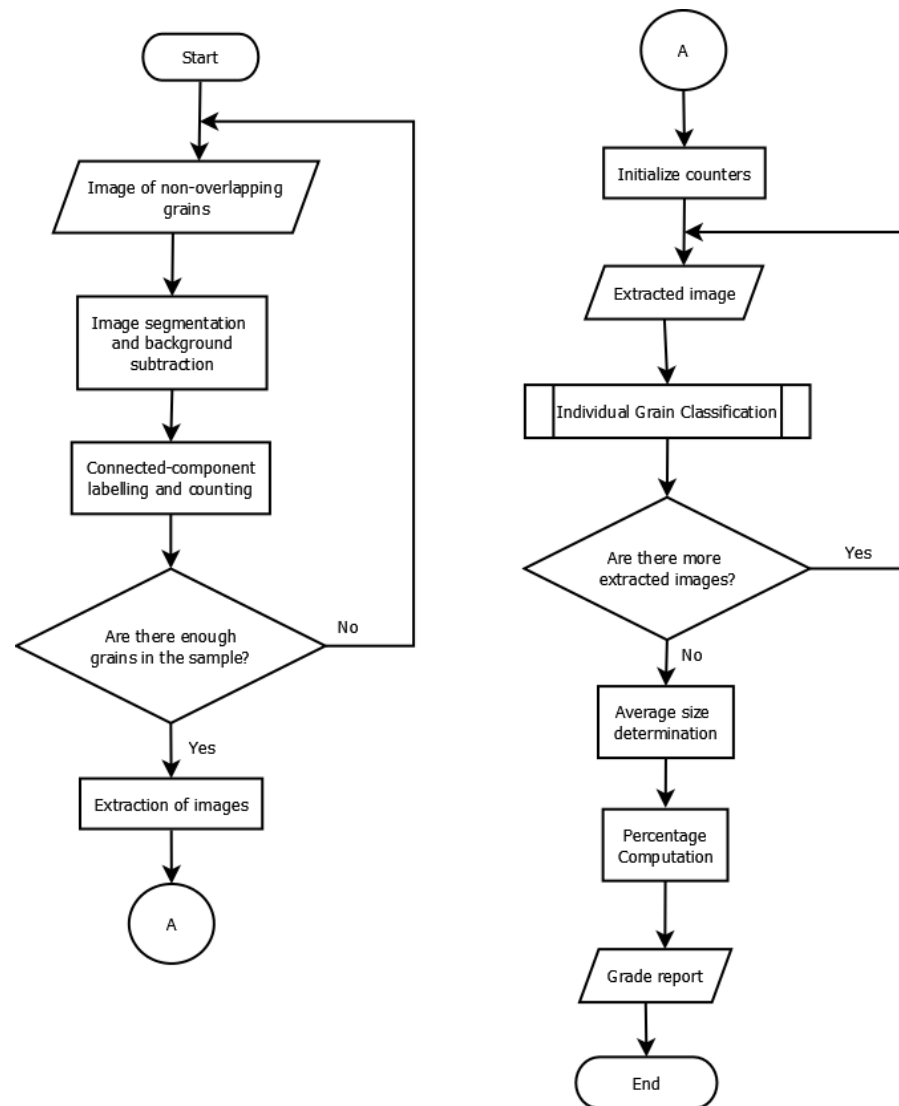 Start
Image of non-overlapping
grains
Image segmentation
and background
subtraction
Connected-component
labelling and counting
Are there enough
grains in the sample?
No
Yes
Extraction of images
A
A
Initialize counters
Extracted image
Individual Grain Classification
Are there more
extracted images?
Yes
No
Average size
determination
Percentage
Computation
Grade report
End